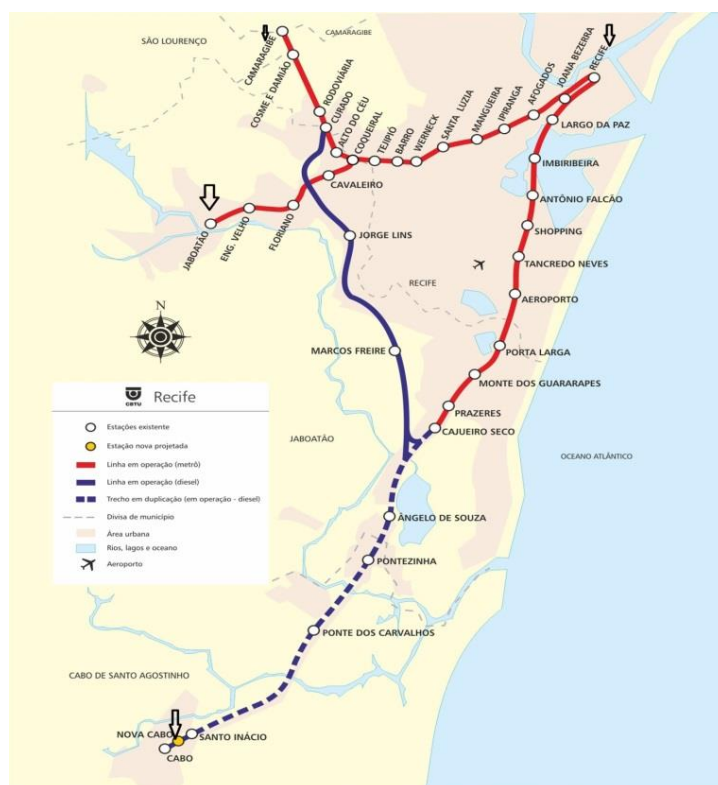 SÃO LOURENÇO
CAMARAGIBE
CAMARAGIBE
COSME E DAMIÃO
RODOVIÁRIA
CURADO
ALTO DO CÉU
COQUEIRAL
TEJIPIÓ
BARRO
WERNECK
SANTA LUZIA
MANGUEIRA
IPIRANGA
AFOGADOS
JOANA BEZERRA
RECIFE
LARGO DA PAZ
IMBIRIBEIRA
ANTÔNIO FALCÃO
SHOPPING
TANCREDO NEVES
AEROPORTO
PORTA LARGA
MONTE DOS GUARARAPES
PRAZERES
CAJUEIRO SECO
CAVALEIRO
FLORIANO
ENG. VELHO
JABOATÃO
JORGE LINS
RECIFE
MARCOS FREIRE
N
CBTU
Recife
Estações existente
Estação nova projetada
Linha em operação (metrô)
Linha em operação (diesel)
Trecho em duplicação (em operação - diesel)
Divisa de município
Área urbana
Rios, lagos e oceano
Aeroporto
JABOATÃO
OCEANO ATLÂNTICO
ÂNGELO DE SOUZA
PONTEZINHA
PONTE DOS CARVALHOS
CABO DE SANTO AGOSTINHO
NOVA CABO
SANTO INÁCIO
CABO